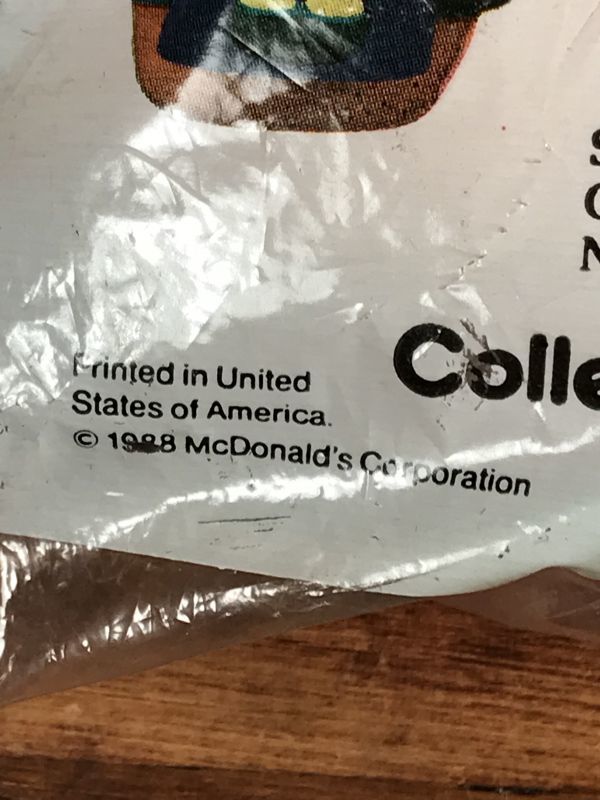 Printed in United
States of America.
© 1988 McDonald's Corporation
Colle
S
C
N